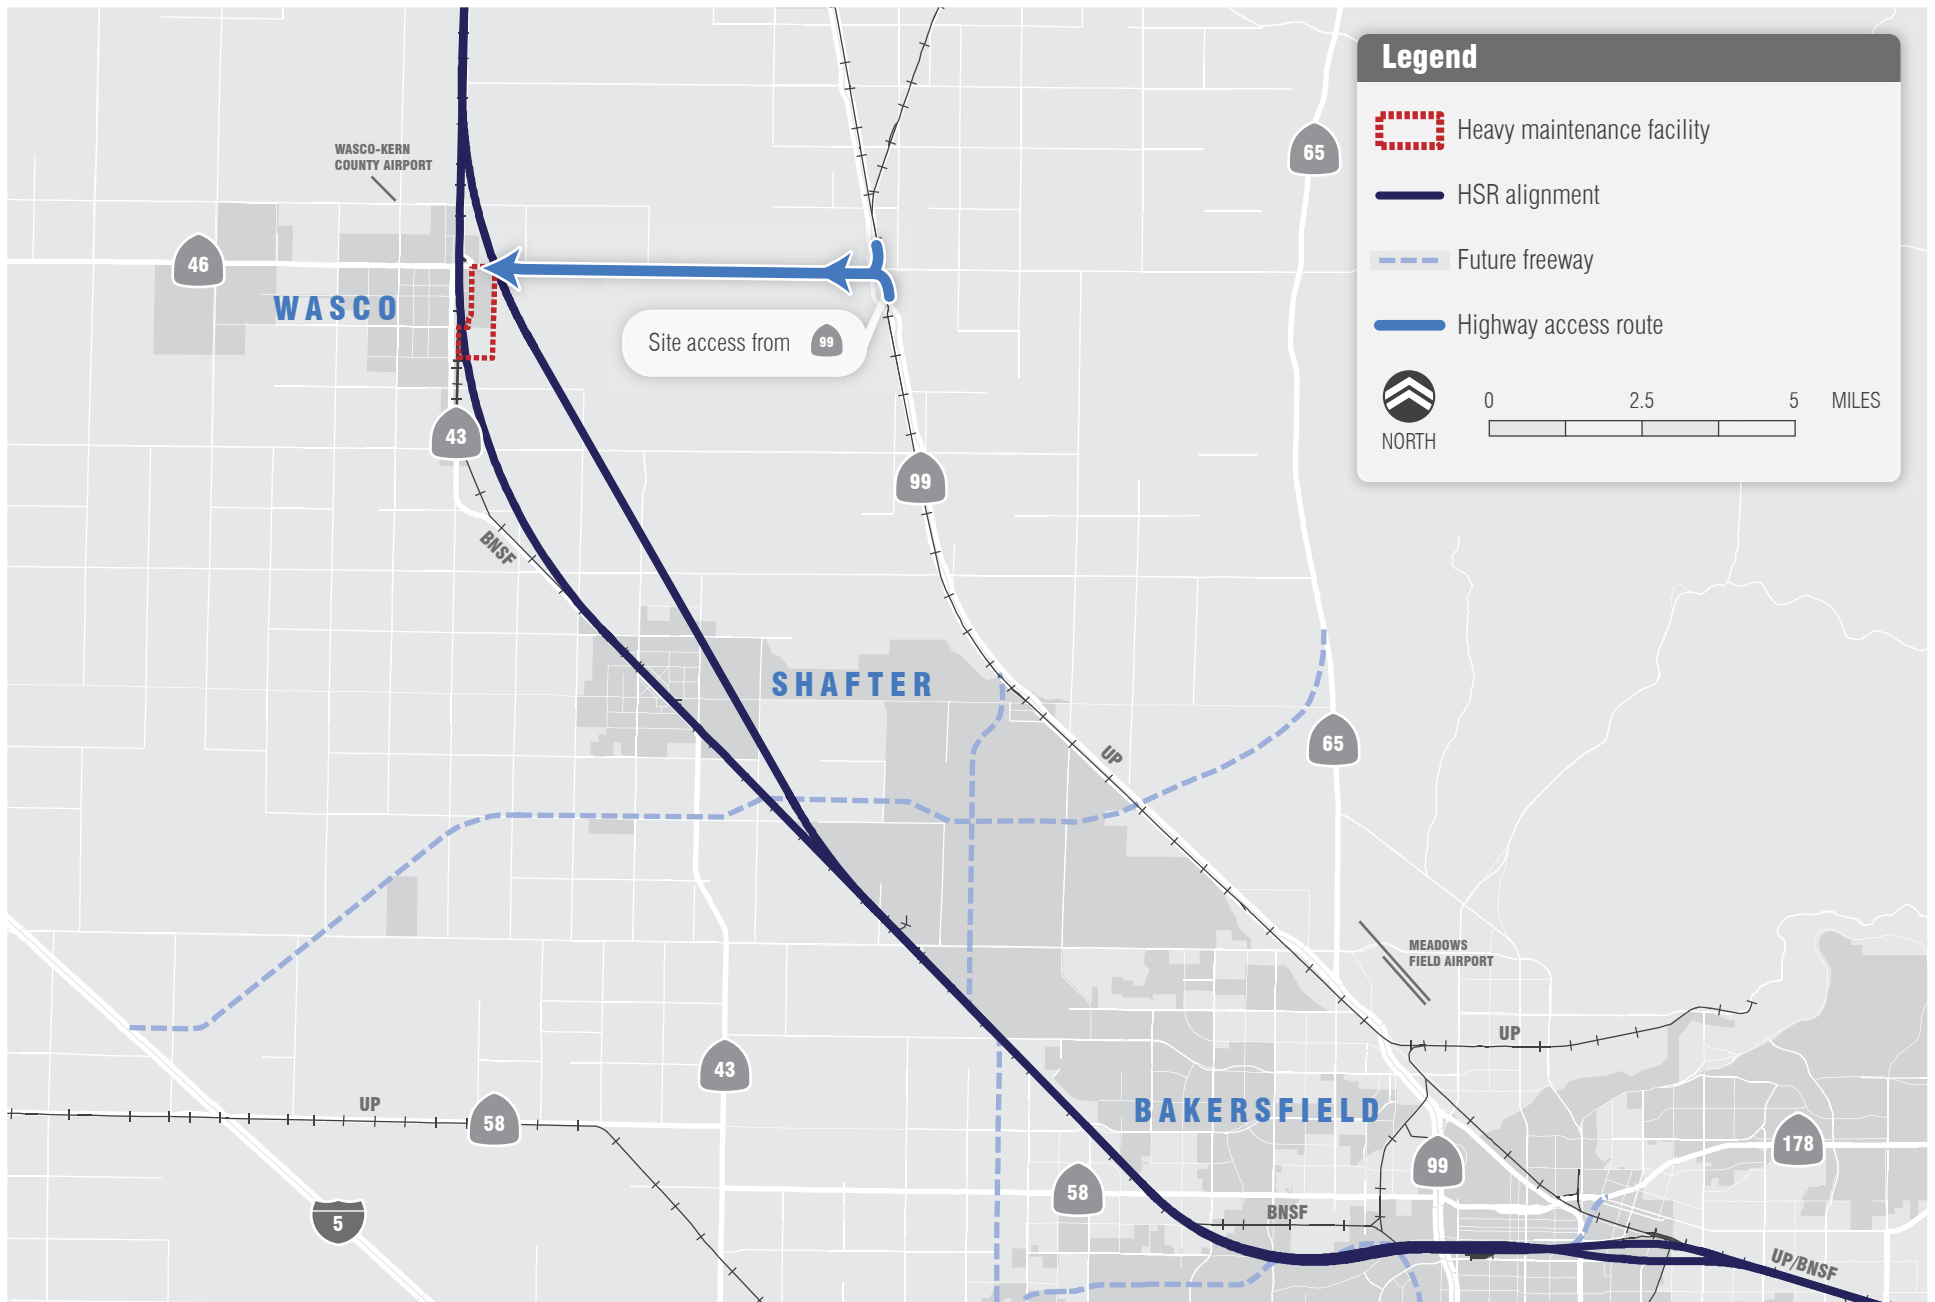 Legend
Heavy maintenance facility
HSR alignment
Future freeway
Highway access route
NORTH
0 2.5 5 MILES
65
WASCO-KERN
COUNTY AIRPORT
46
WASCO
Site access from 99
43
99
BNSF
SHAFTER
65
UP
MEADOWS
FIELD AIRPORT
UP
43
UP
58
BAKERSFIELD
178
99
58
5
BNSF
UP/BNSF